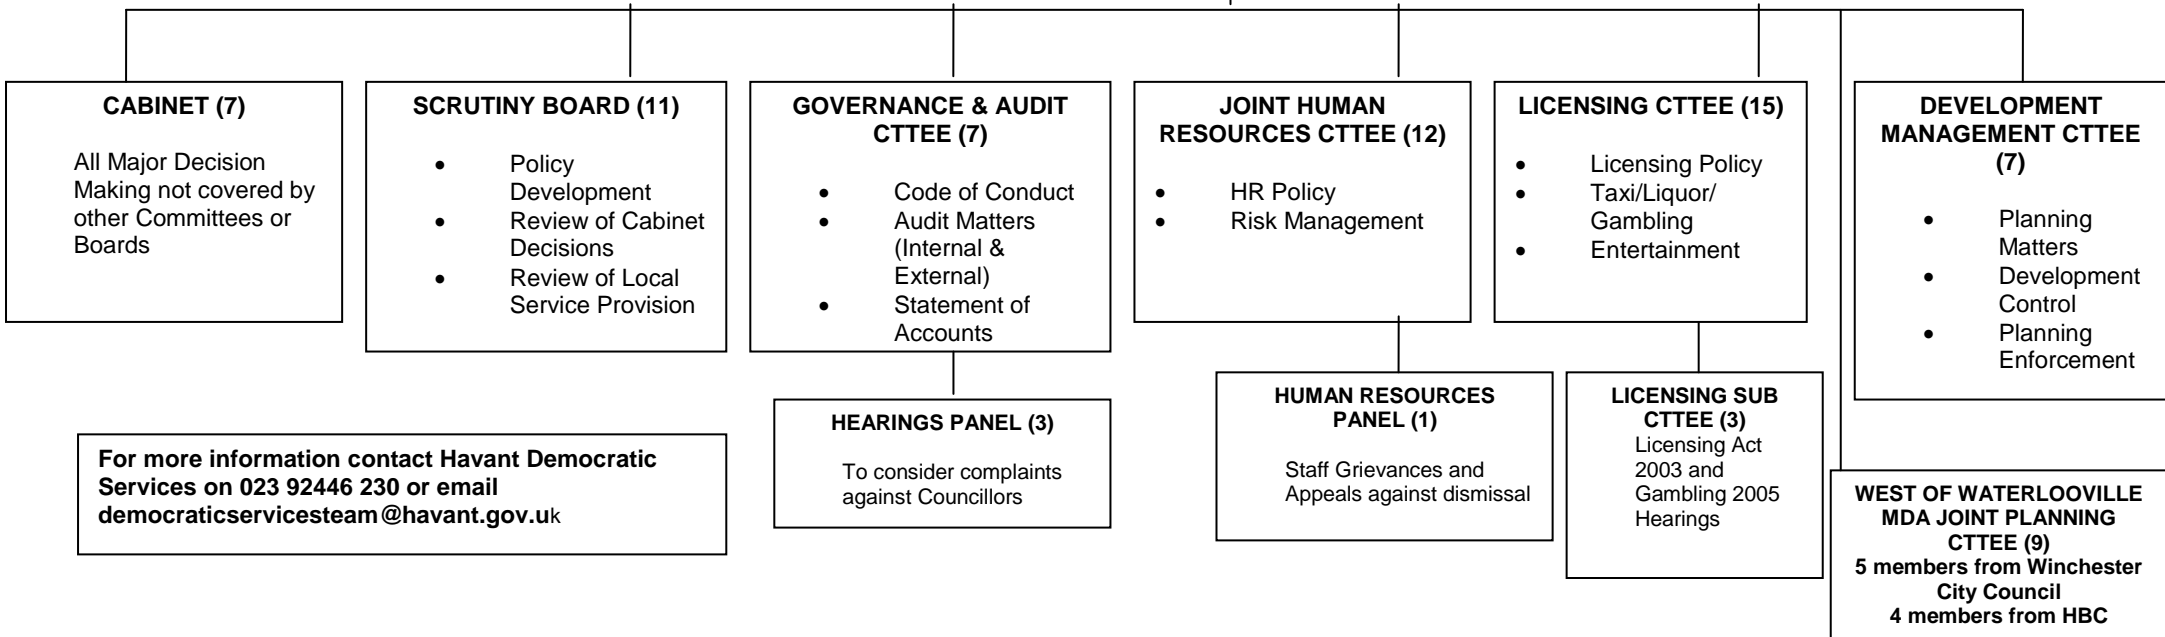 CABINET (7)
All Major Decision
Making not covered by
other Committees or
Boards
SCRUTINY BOARD (11)
• Policy
Development
• Review of Cabinet
Decisions
• Review of Local
Service Provision
GOVERNANCE & AUDIT
CTTEE (7)
• Code of Conduct
• Audit Matters
(Internal &
External)
• Statement of
Accounts
JOINT HUMAN
RESOURCES CTTEE (12)
• HR Policy
• Risk Management
LICENSING CTTEE (15)
• Licensing Policy
• Taxi/Liquor/
Gambling
• Entertainment
DEVELOPMENT
MANAGEMENT CTTEE
(7)
• Planning
Matters
• Development
Control
• Planning
Enforcement
For more information contact Havant Democratic
Services on 023 92446 230 or email
democraticservicesteam@havant.gov.uk
HEARINGS PANEL (3)
To consider complaints
against Councillors
HUMAN RESOURCES
PANEL (1)
Staff Grievances and
Appeals against dismissal
LICENSING SUB
CTTEE (3)
Licensing Act
2003 and
Gambling 2005
Hearings
WEST OF WATERLOOVILLE
MDA JOINT PLANNING
CTTEE (9)
5 members from Winchester
City Council
4 members from HBC